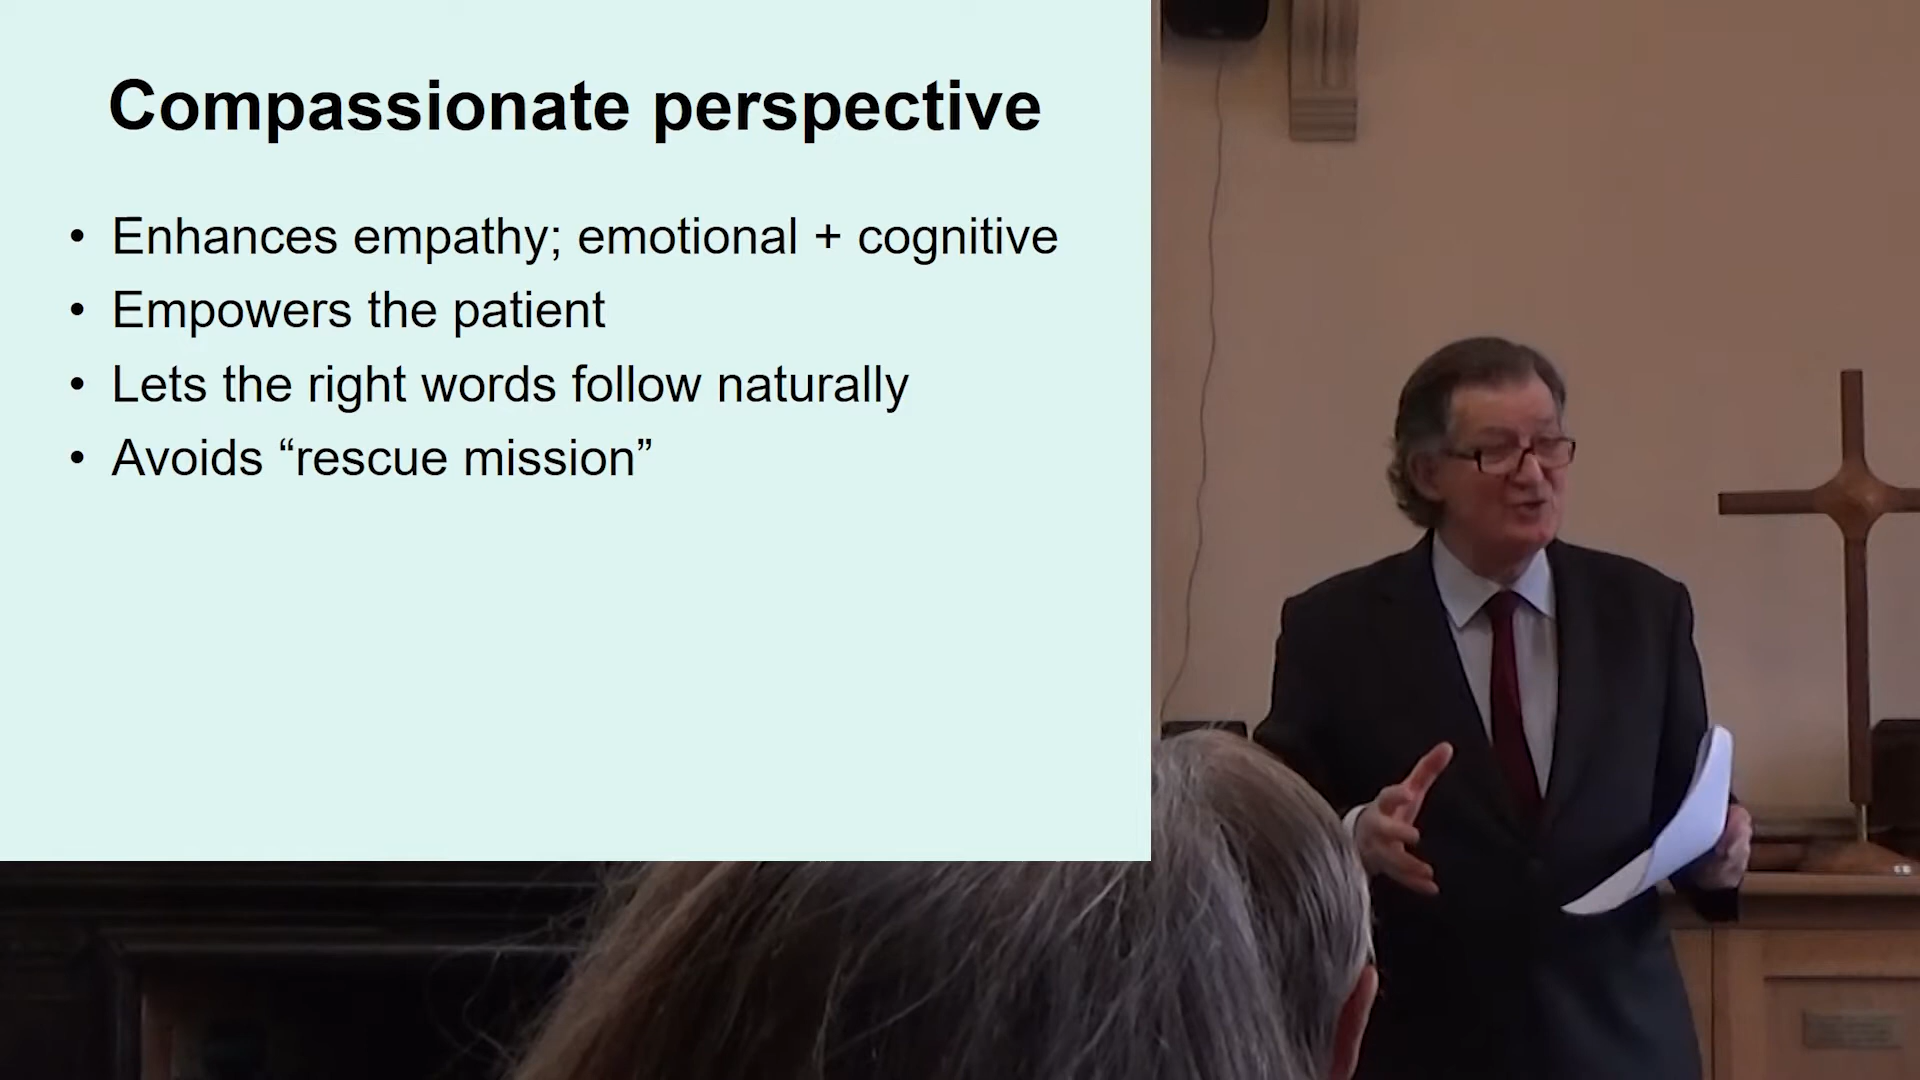 Compassionate perspective
• Enhances empathy; emotional + cognitive
• Empowers the patient
• Lets the right words follow naturally
• Avoids “rescue mission”